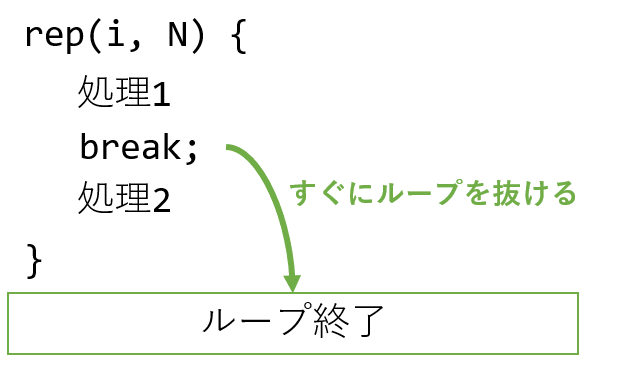 rep(i, N) {
処理1
break;
すぐにループを抜ける
処理2
}
ループ終了